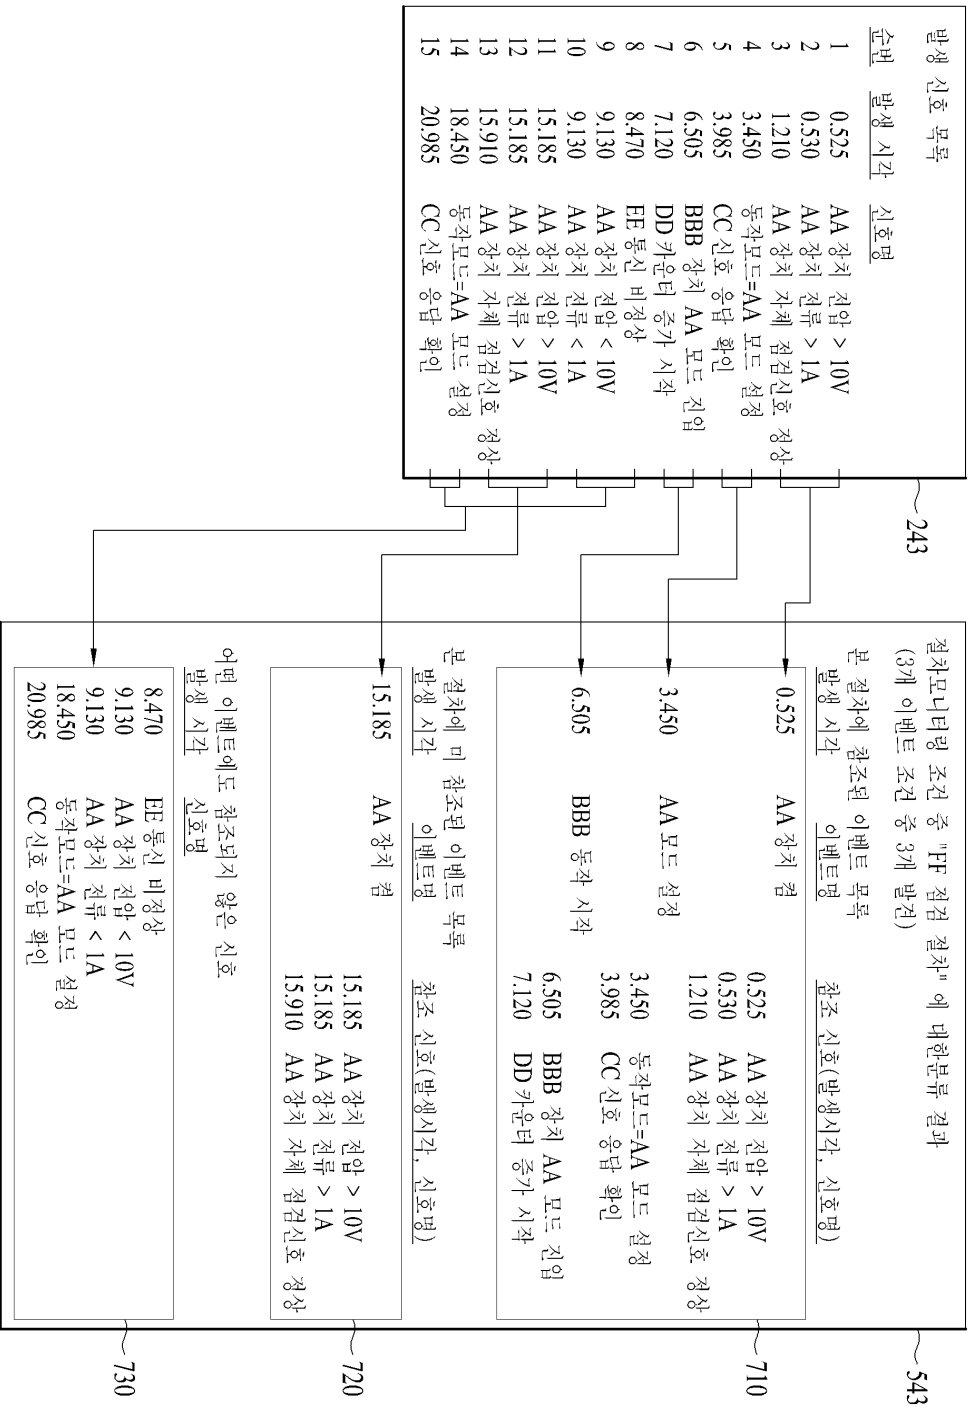 발생 신호 목록
순번 발생 시각 신호명
1 0.525 AA 장치 전압 > 10V
2 0.530 AA 장치 전류 > 1A
3 1.210 AA 장치 자체 점검신호 정상
4 3.450 동작모드=AA 모드 설정
5 3.985 CC 신호 응답 확인
6 6.505 BBB 장치 AA 모드 진입
7 7.120 DD 카운터 증가 시작
8 8.470 EE 통신 비정상
9 9.130 AA 장치 전압 < 10V
10 9.130 AA 장치 전류 < 1A
11 15.185 AA 장치 전압 > 10V
12 15.185 AA 장치 전류 > 1A
13 15.910 AA 장치 자체 점검신호 정상
14 18.450 동작모드=AA 모드 설정
15 20.985 CC 신호 응답 확인
243
절차모니터링 조건 중 "FF 점검 절차" 에 대한분류 결과
(3개 이벤트 조건 중 3개 발견)
본 절차에 참조된 이벤트 목록
발생 시각 이벤트명 참조 신호(발생시각, 신호명)
0.525 AA 장치 켬
0.525 AA 장치 전압 > 10V
0.530 AA 장치 전류 > 1A
1.210 AA 장치 자체 점검신호 정상
3.450 AA 모드 설정
3.450 동작모드=AA 모드 설정
3.985 CC 신호 응답 확인
6.505 BBB 동작 시작
6.505 BBB 장치 AA 모드 진입
7.120 DD 카운터 증가 시작
본 절차에 미 참조된 이벤트 목록
발생 시각 이벤트명 참조 신호(발생시각, 신호명)
15.185 AA 장치 켬
15.185 AA 장치 전압 > 10V
15.185 AA 장치 전류 > 1A
15.910 AA 장치 자체 점검신호 정상
어떤 이벤트에도 참조되지 않은 신호
발생 시각 신호명
8.470 EE 통신 비정상
9.130 AA 장치 전압 < 10V
9.130 AA 장치 전류 < 1A
18.450 동작모드=AA 모드 설정
20.985 CC 신호 응답 확인
543
710
720
730